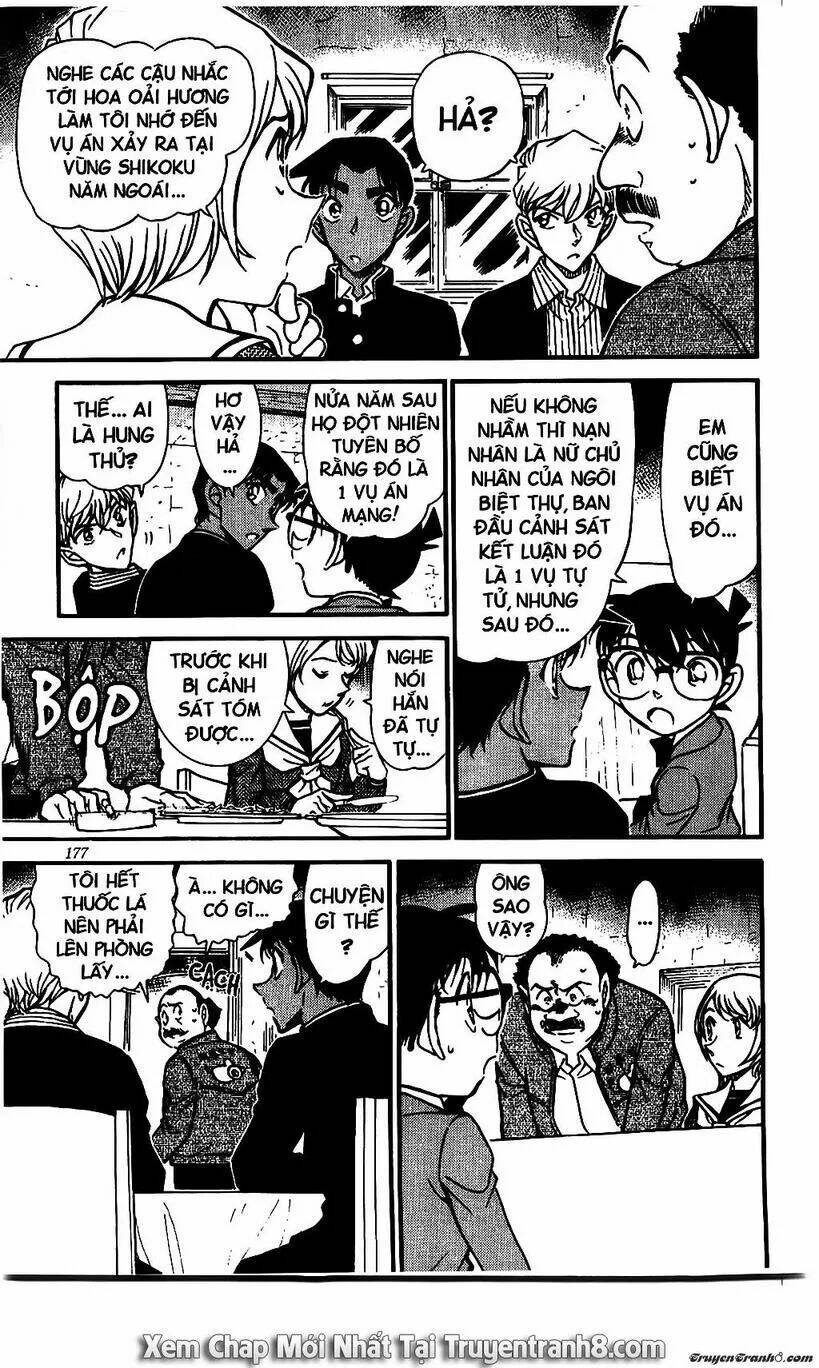 HẢ?
NGHE CÁC CẬU NHẮC
TỚI HOA OẢI HƯƠNG
LÀM TÔI NHỚ ĐẾN
VỤ ÁN XẢY RA TẠI
VÙNG SHIKOKU
NĂM NGOÁI...
EM
CŨNG
BIẾT
VỤ ÁN
ĐÓ...
NẾU KHÔNG
NHẦM THÌ NẠN
NHÂN LÀ NỮ CHỦ
NHÂN CỦA NGÔI
BIỆT THỰ, BAN
ĐẦU CẢNH SÁT
KẾT LUẬN ĐÓ
LÀ 1 VỤ TỰ
TỬ, NHƯNG
SAU ĐÓ...
NỬA NĂM SAU
HỌ ĐỘT NHIÊN
TUYÊN BỐ
RẰNG ĐÓ LÀ
1 VỤ ÁN
MẠNG!
HƠ
VẬY
HẢ
...
THẾ... AI
LÀ HUNG
THỬ?
NGHE
NÓI
HẮN
ĐÃ TỰ
TỰ...
TRƯỚC KHI
BỊ CẢNH
SÁT TÓM
ĐƯỢC...
BỘP
177
...
ÔNG
SAO
VẬY?
CHUYỆN
GÌ THẾ
?
À... KHÔNG
CÓ GÌ...
TÔI HẾT
THUỐC LÁ
NÊN PHẢI
LÊN PHÒNG
LẤY...
CẠCH
Xem Chap Mới Nhất Tại Truyentranh8.com
TruyenTranh8.com